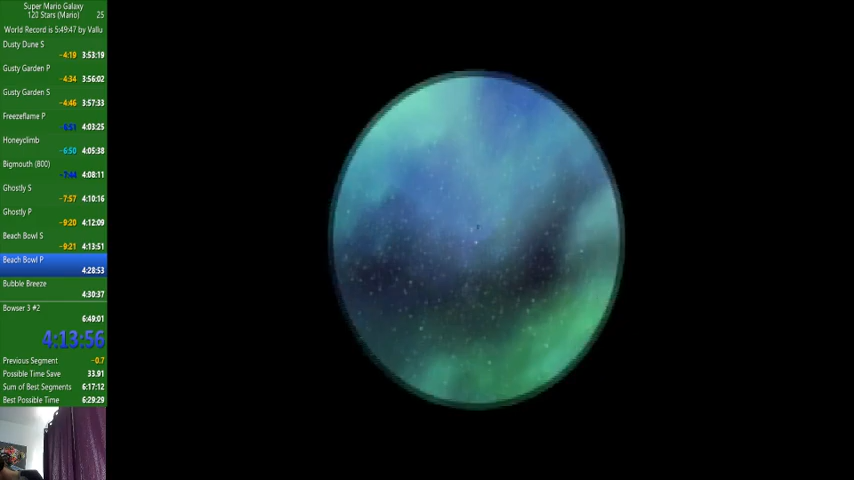 Super Mario Galaxy
120 Stars (Mario) 25
World Record is 5:49:47 by Vallu
Dusty Dune S
-4:19 3:53:19
Gusty Garden P
-4:34 3:56:02
Gusty Garden S
-4:46 3:57:33
Freezeflame P
4:03:25
Honeyclimb
-6:50 4:05:38
Bigmouth (800)
-7:44 4:08:11
Ghostly S
-7:57 4:10:16
Ghostly P
-9:20 4:12:09
Beach Bowl S
-9:21 4:13:51
Beach Bowl P
4:28:53
Bubble Breeze
4:30:37
Bowser 3 #2
6:49:01
4:13:56
Previous Segment -0.7
Possible Time Save 33.91
Sum of Best Segments 6:17:12
Best Possible Time 6:29:29